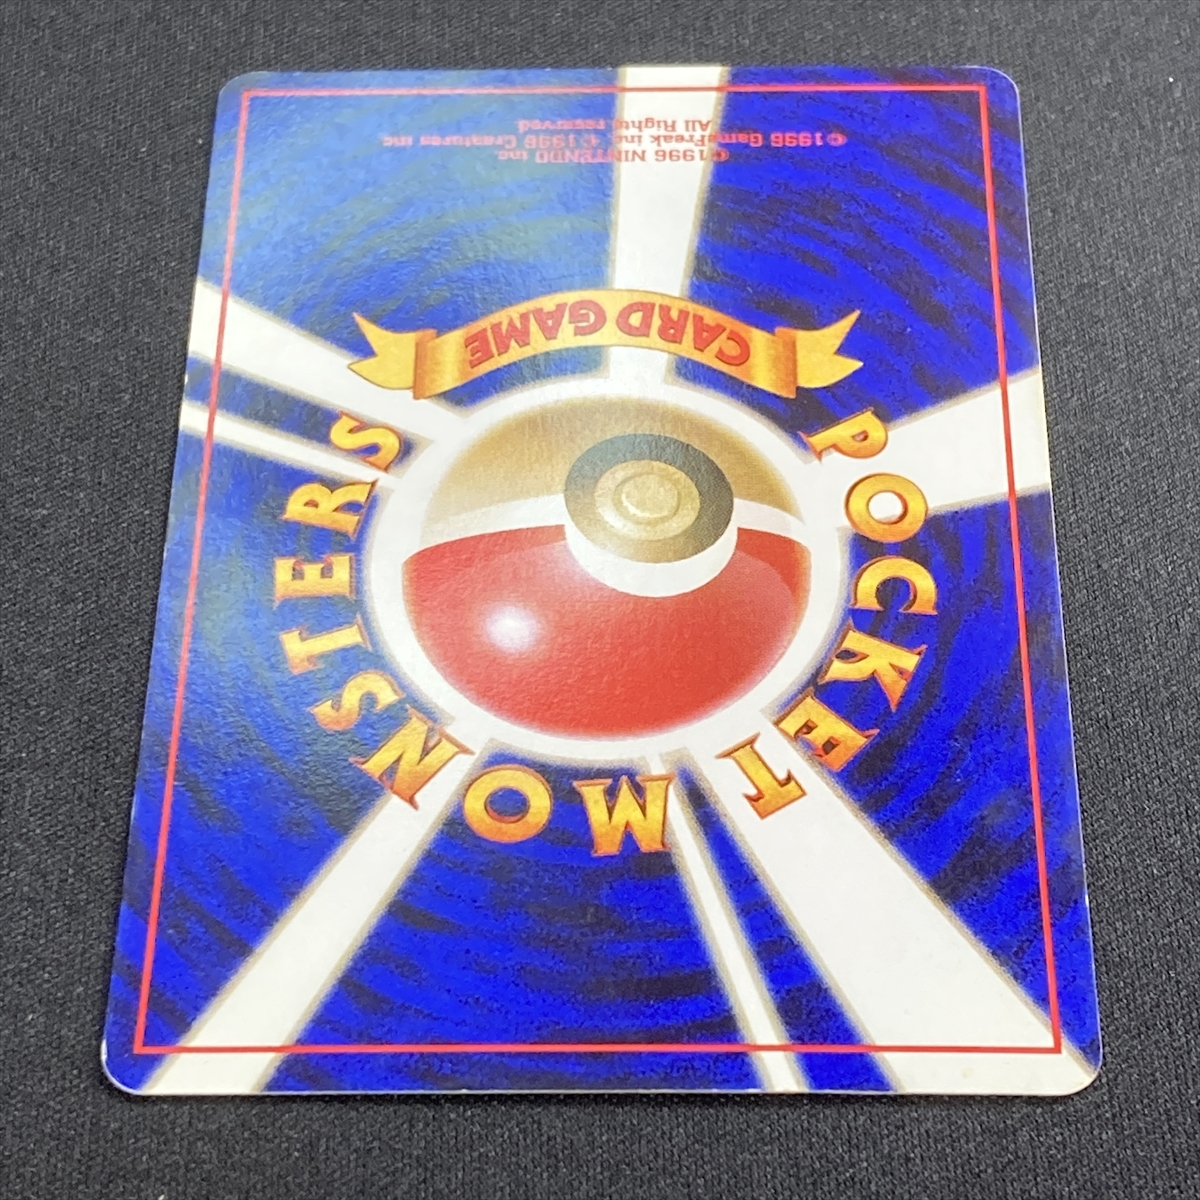 POCKET MONSTERS
CARD GAME
©1996 NINTENDO inc
©1996 GameFreak inc. ©1996 Creatures inc
All Rights reserved.